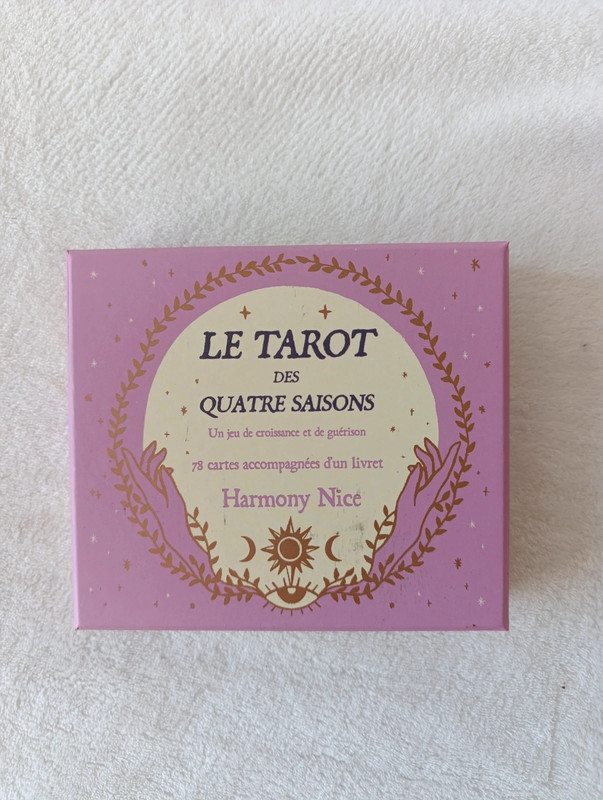 LE TAROT
DES
QUATRE SAISONS
Un jeu de croissance et de guérison
78 cartes accompagnées d'un livret
Harmony Nice